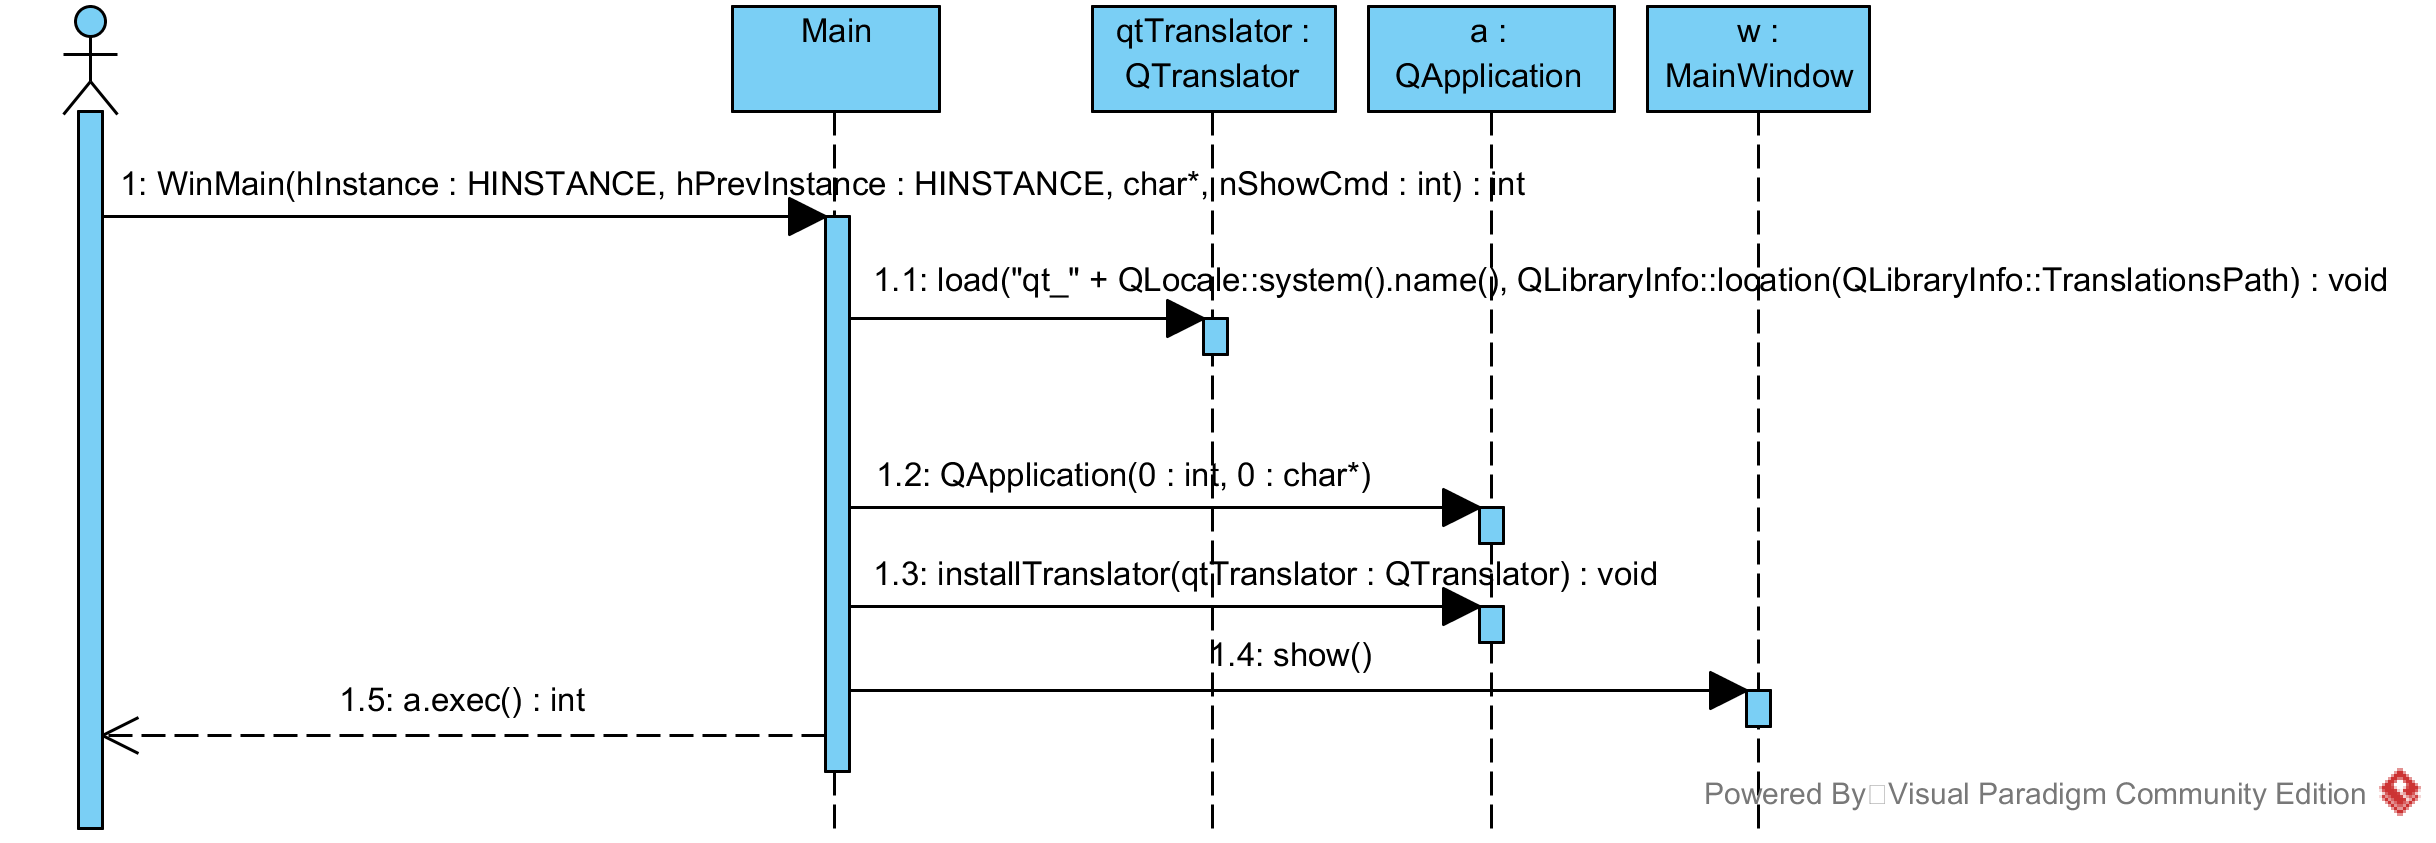 Main
qtTranslator :
QTranslator
a :
QApplication
w :
MainWindow
1: WinMain(hInstance : HINSTANCE, hPrevInstance : HINSTANCE, char*, nShowCmd : int) : int
1.1: load("qt_" + QLocale::system().name(), QLibraryInfo::location(QLibraryInfo::TranslationsPath) : void
1.2: QApplication(0 : int, 0 : char*)
1.3: installTranslator(qtTranslator : QTranslator) : void
1.4: show()
1.5: a.exec() : int
Powered By□Visual Paradigm Community Edition